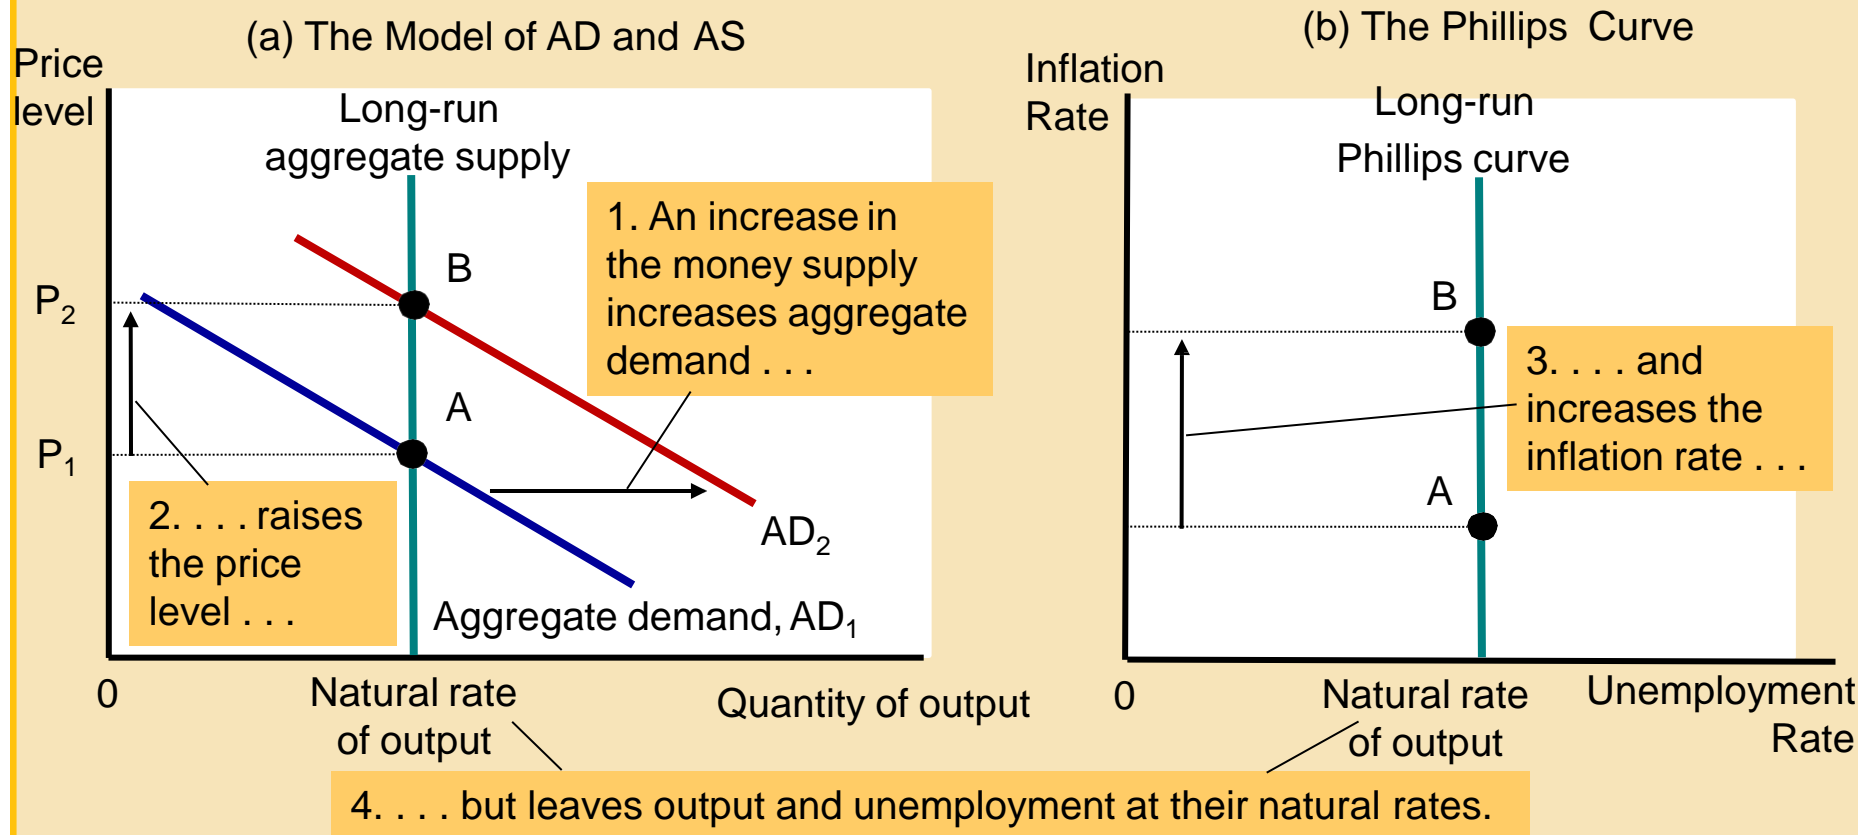 (a) The Model of AD and AS
Price
level
Long-run
aggregate supply
1. An increase in
the money supply
increases aggregate
demand . . .
B
P2
A
P1
2. . . . raises
the price
level . . .
AD2
Aggregate demand, AD1
0
Natural rate
of output
Quantity of output
(b) The Phillips Curve
Inflation
Rate
Long-run
Phillips curve
B
3. . . . and
increases the
inflation rate . . .
A
0
Natural rate
of output
Unemployment
Rate
4. . . . but leaves output and unemployment at their natural rates.